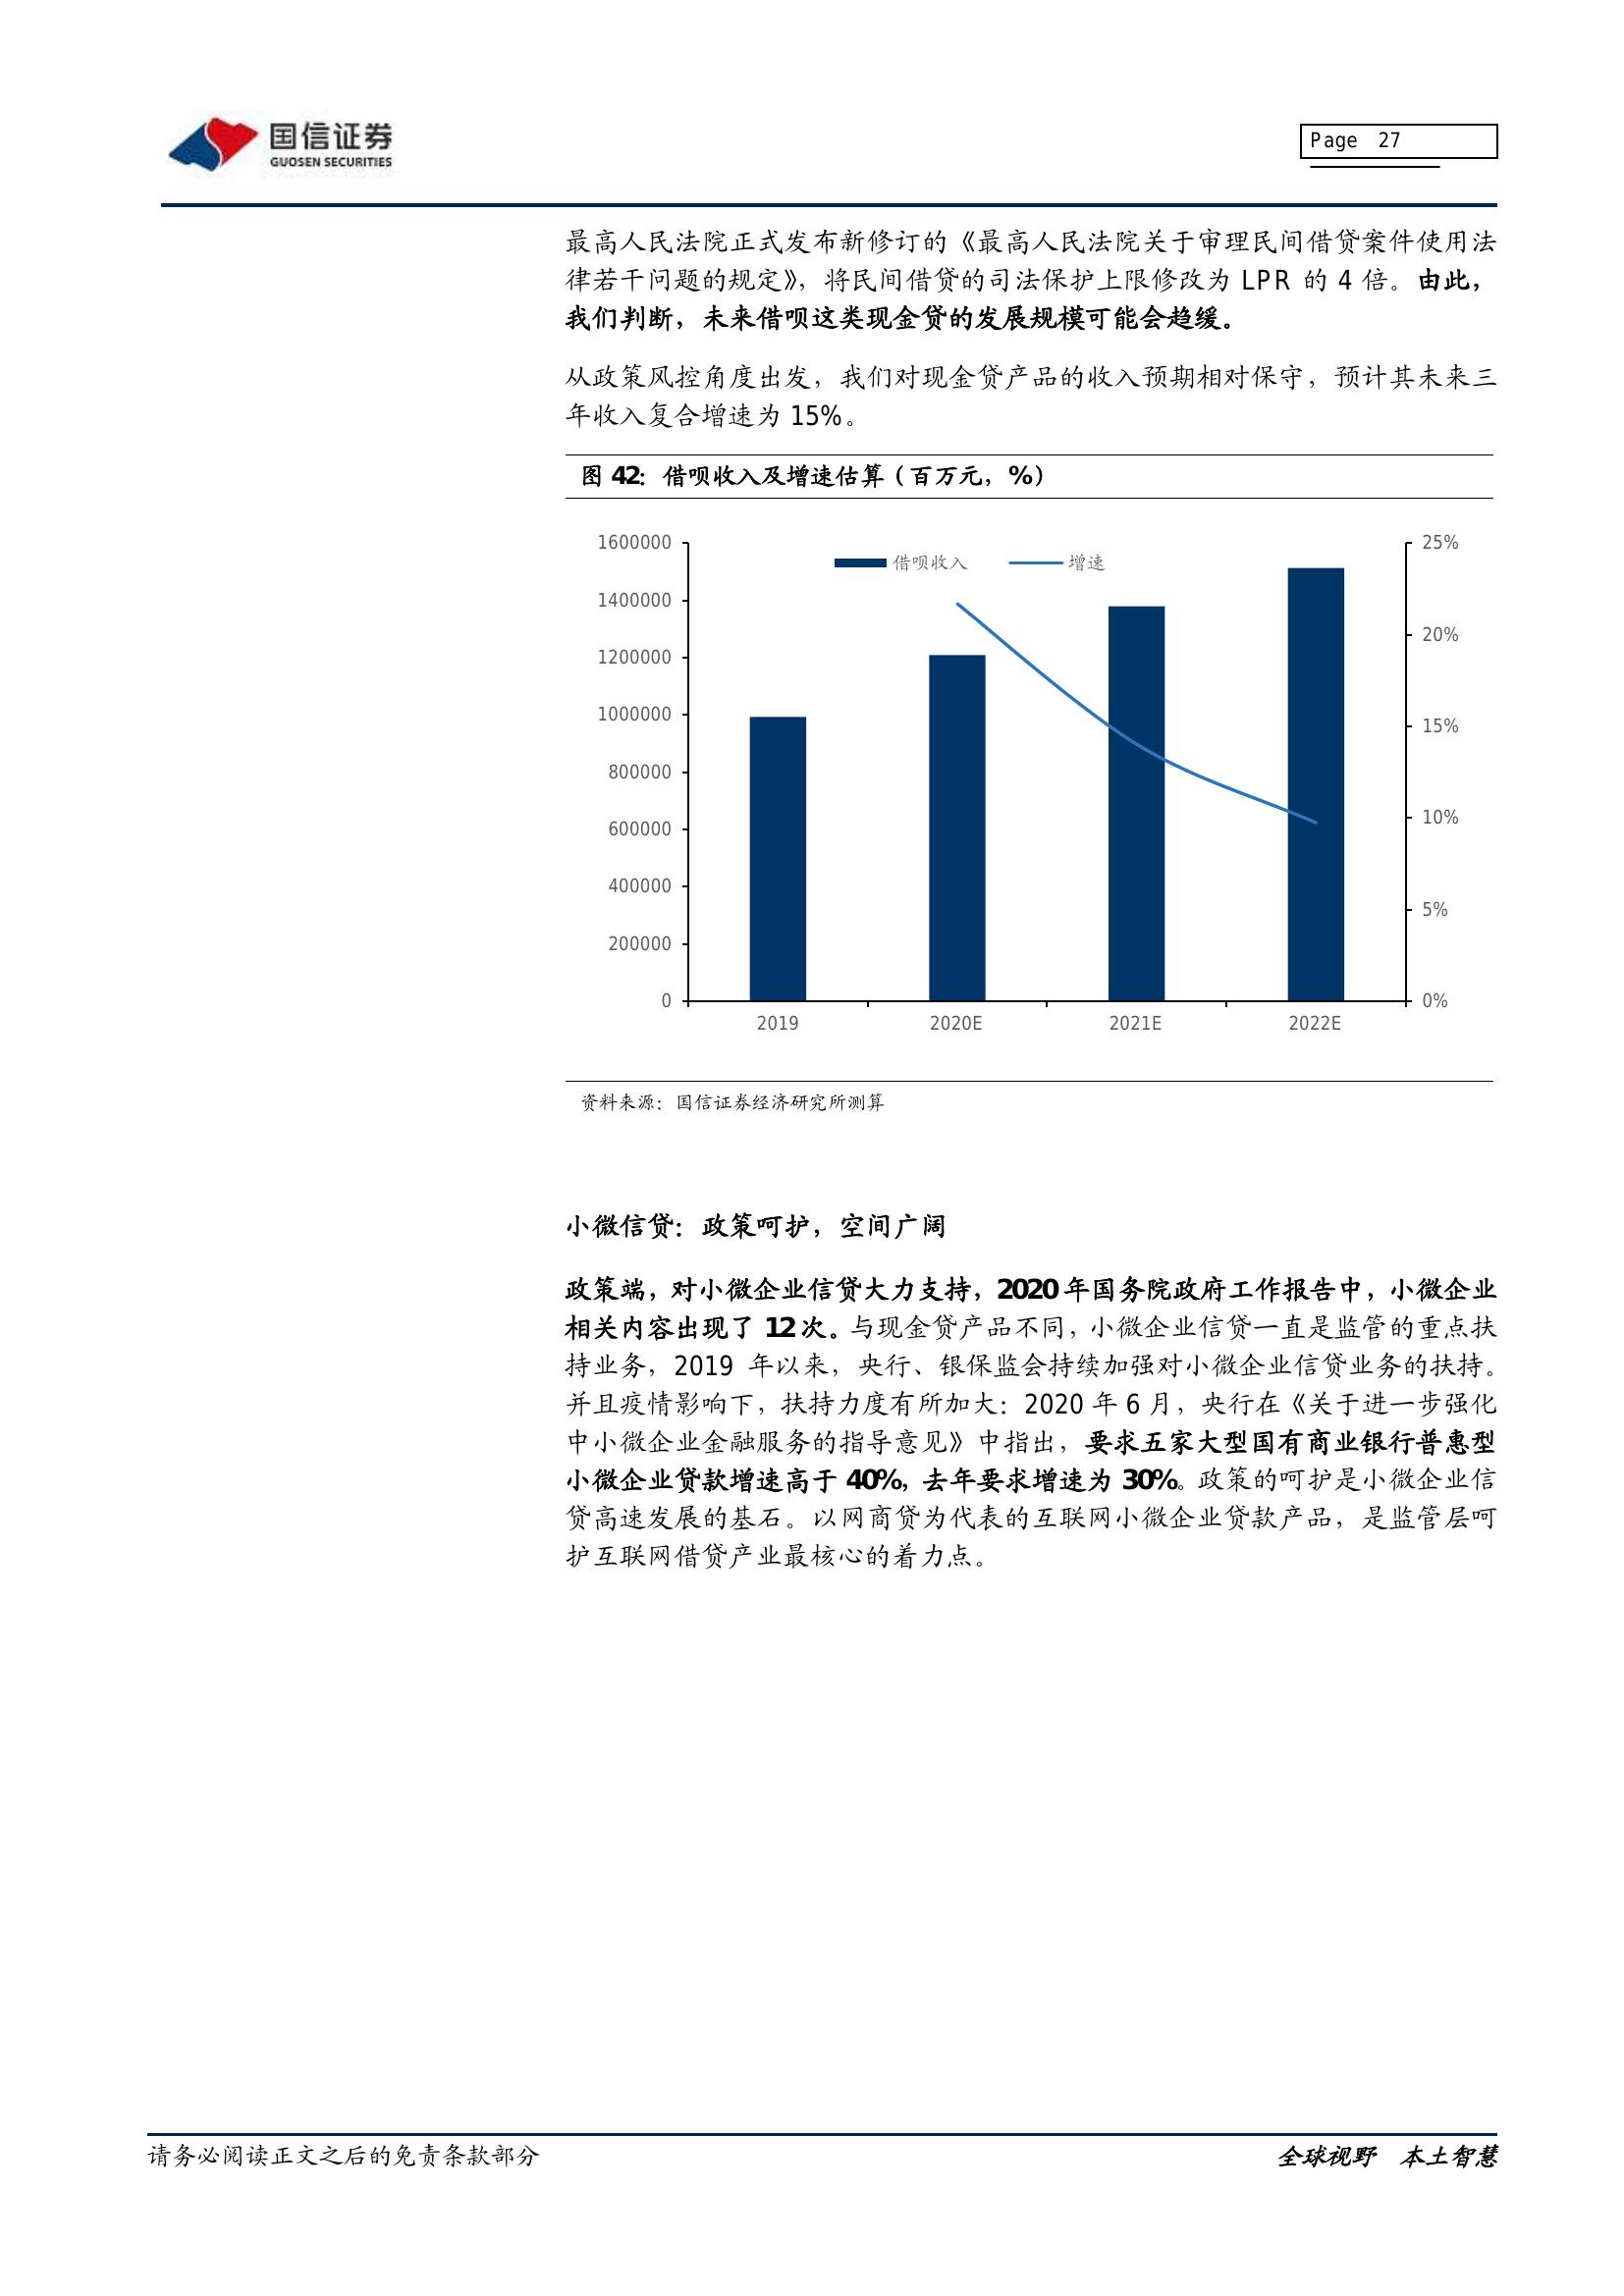 国信证券
GUOSEN SECURITIES
Page 27
最高人民法院正式发布新修订的《最高人民法院关于审理民间借贷案件使用法
律若干问题的规定》，将民间借贷的司法保护上限修改为 LPR 的 4 倍。由此，
我们判断，未来借呗这类现金贷的发展规模可能会趋缓。
从政策风控角度出发，我们对现金贷产品的收入预期相对保守，预计其未来三
年收入复合增速为 15%。
图 42：借呗收入及增速估算（百万元，%）
借呗收入 增速
1600000
1400000
1200000
1000000
800000
600000
400000
200000
0
25%
20%
15%
10%
5%
0%
2019 2020E 2021E 2022E
资料来源：国信证券经济研究所测算
小微信贷：政策呵护，空间广阔
政策端，对小微企业信贷大力支持，2020 年国务院政府工作报告中，小微企业
相关内容出现了 12 次。与现金贷产品不同，小微企业信贷一直是监管的重点扶
持业务，2019 年以来，央行、银保监会持续加强对小微企业信贷业务的扶持。
并且疫情影响下，扶持力度有所加大：2020 年 6 月，央行在《关于进一步强化
中小微企业金融服务的指导意见》中指出，要求五家大型国有商业银行普惠型
小微企业贷款增速高于 40%，去年要求增速为 30%。政策的呵护是小微企业信
贷高速发展的基石。以网商贷为代表的互联网小微企业贷款产品，是监管层呵
护互联网借贷产业最核心的着力点。
请务必阅读正文之后的免责条款部分
全球视野 本土智慧